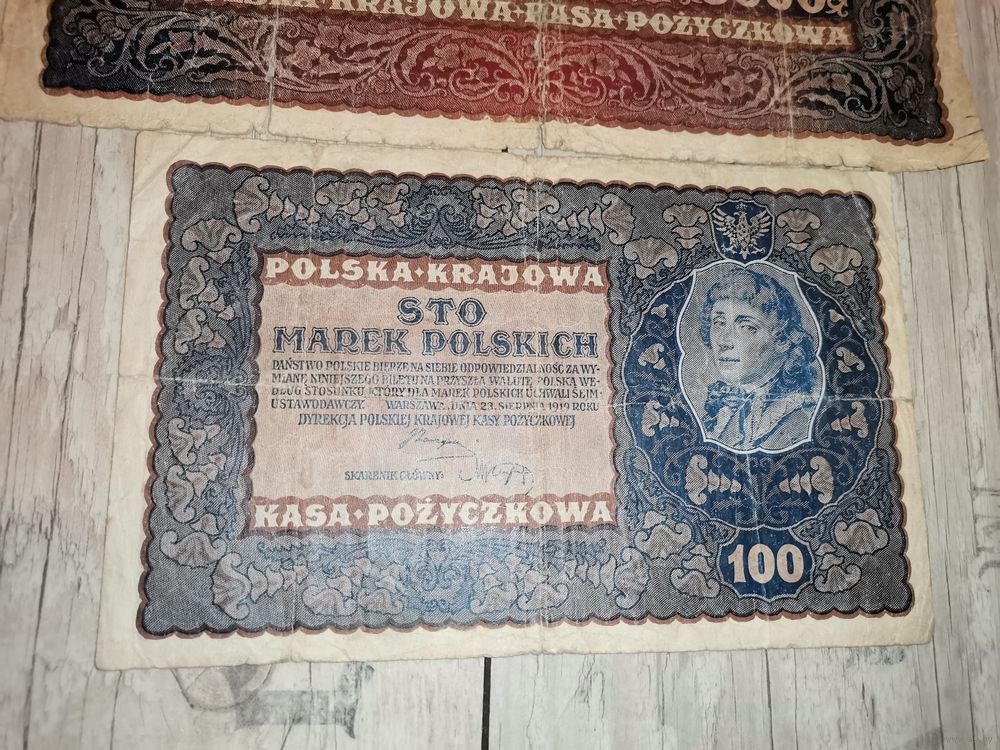 KRAJOWA·KASA·POŻYCZKOWA
POLSKA·KRAJOWA
STO
MAREK POLSKICH
PAŃSTWO POLSKIE BIERZE NA SIEBIE ODPOWIEDZIALNOŚĆ ZA WY-
MIANĘ NINIEJSZEGO BILETU NA PRZYSZŁĄ WALUTĘ POLSKĄ WE-
DŁUG STOSUNKU, KTÓRY DLA MAREK POLSKICH UCHWALI SEJM
USTAWODAWCZY. WARSZAWA, DNIA 23. SIERPNIA 1919 ROKU
DYREKCJA POLSKIEJ KRAJOWEJ KASY POŻYCZKOWEJ
SKARBNIK GŁÓWNY:
KASA·POŻYCZKOWA
100